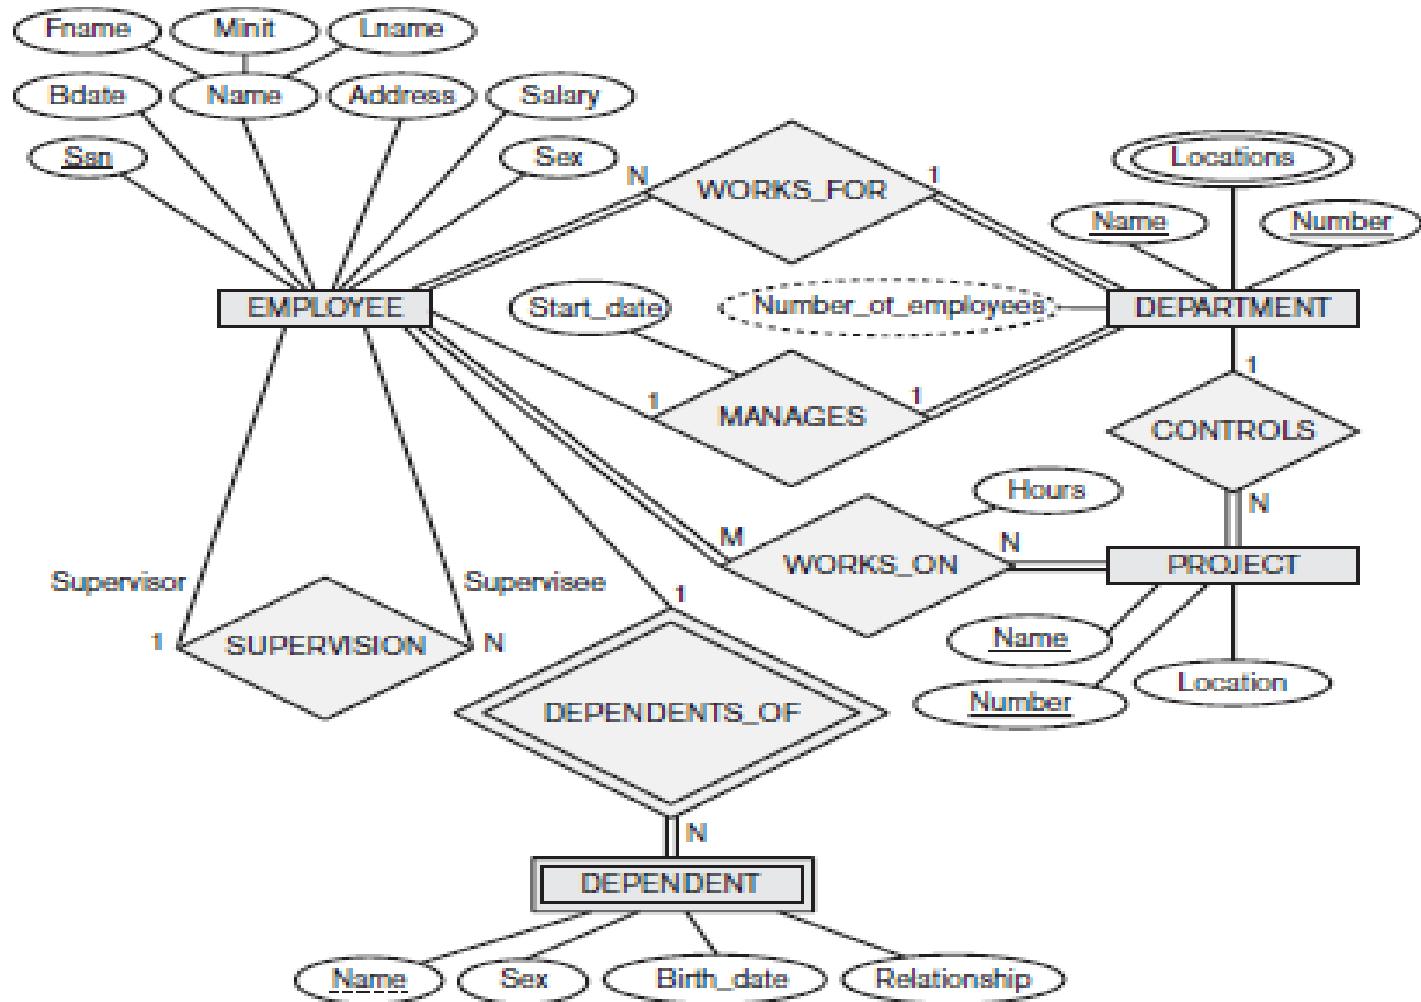 Fname Minit Lname
Bdate Name Address Salary
Ssn Sex
N WORKS_FOR 1
Locations
Name Number
EMPLOYEE
Start_date
Number_of_employees
DEPARTMENT
1 MANAGES 1
1
CONTROLS
N
Hours
M WORKS_ON N
PROJECT
Name
Number
Location
Supervisor Supervisee
1 SUPERVISION N
1
DEPENDENTS_OF
N
DEPENDENT
Name Sex Birth_date Relationship